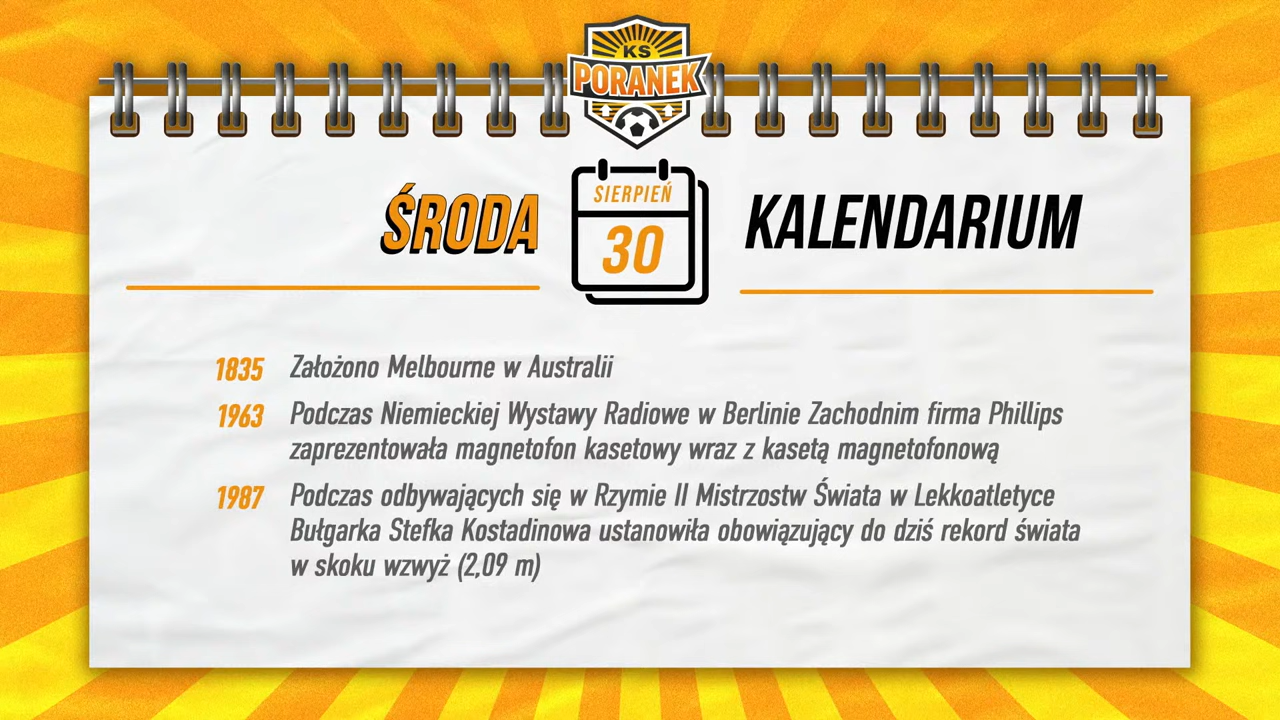 KS
PORANEK
ŚRODA
SIERPIEŃ
30
KALENDARIUM
1835 Założono Melbourne w Australii
1963 Podczas Niemieckiej Wystawy Radiowe w Berlinie Zachodnim firma Phillips
zaprezentowała magnetofon kasetowy wraz z kasetą magnetofonową
1987 Podczas odbywających się w Rzymie II Mistrzostw Świata w Lekkoatletyce
Bułgarka Stefka Kostadinowa ustanowiła obowiązujący do dziś rekord świata
w skoku wzwyż (2,09 m)